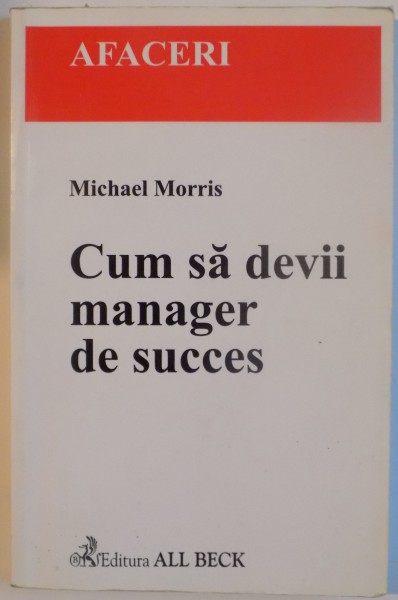 AFACERI
Michael Morris
Cum să devii
manager
de succes
Editura ALL BECK